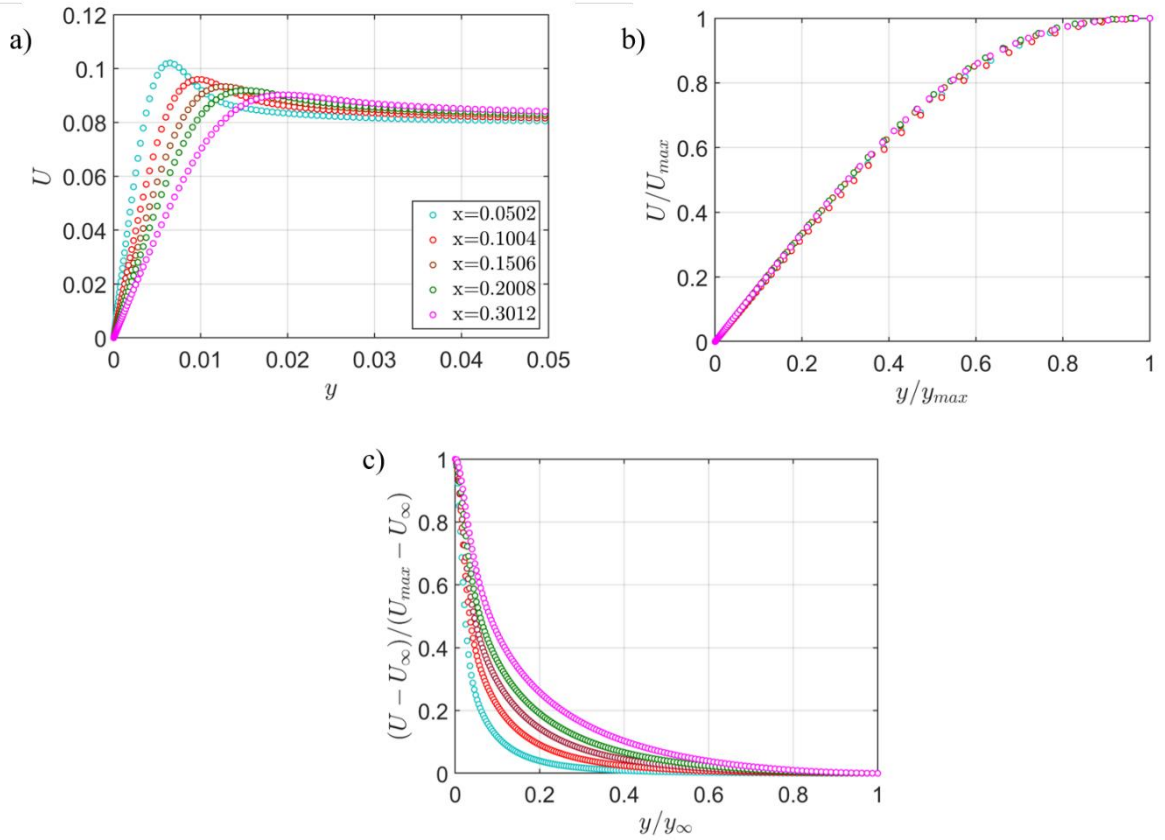 a)
0.12
0.1
0.08
0.06
0.04
0.02
0
U
0 0.01 0.02 0.03 0.04 0.05
y
x=0.0502
x=0.1004
x=0.1506
x=0.2008
x=0.3012
b)
1
0.8
0.6
0.4
0.2
0
U/U_max
0 0.2 0.4 0.6 0.8 1
y/y_max
c)
1
0.8
0.6
0.4
0.2
0
(U − U_∞)/(U_max − U_∞)
0 0.2 0.4 0.6 0.8 1
y/y_∞